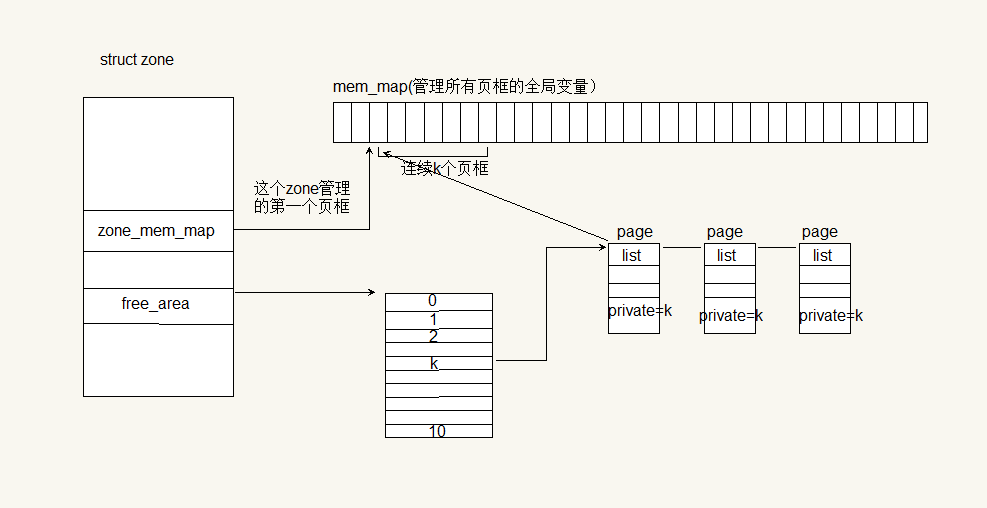 struct zone
mem_map(管理所有页框的全局变量）
连续k个页框
这个zone管理
的第一个页框
zone_mem_map
free_area
page
page
page
list
list
list
private=k
private=k
private=k
0
1
2
k
10